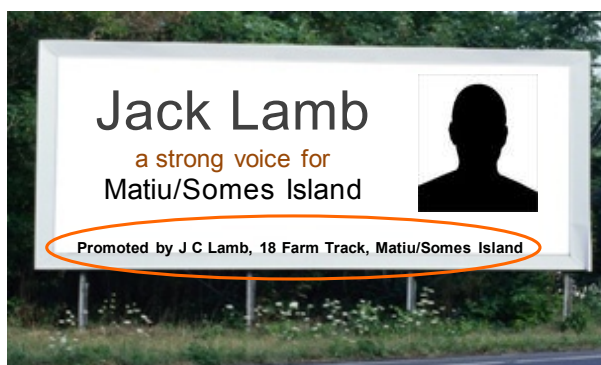 Jack Lamb
a strong voice for
Matiu/Somes Island
Promoted by J C Lamb, 18 Farm Track, Matiu/Somes Island